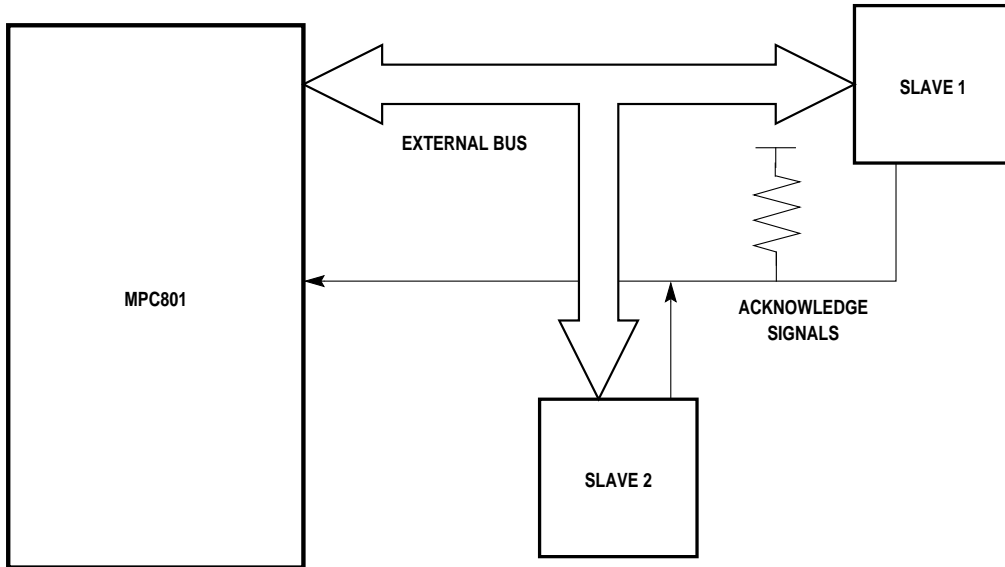 SLAVE 1
EXTERNAL BUS
MPC801
ACKNOWLEDGE
SIGNALS
SLAVE 2